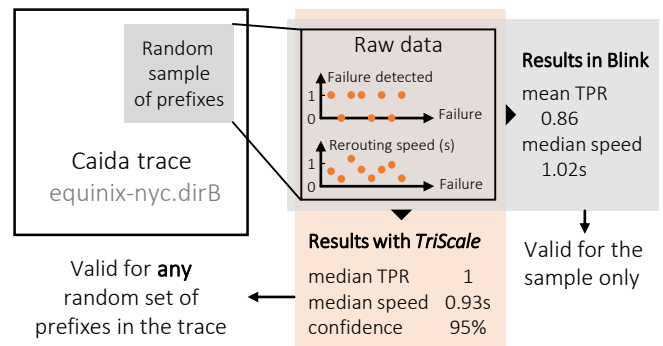 Random
sample
of prefixes
Caida trace
equinix-nyc.dirB
Raw data
Failure detected
1
0
Failure
Rerouting speed (s)
1
0
Failure
Results in Blink
mean TPR
0.86
median speed
1.02s
Valid for the
sample only
Results with TriScale
median TPR 1
median speed 0.93s
confidence 95%
Valid for any
random set of
prefixes in the trace